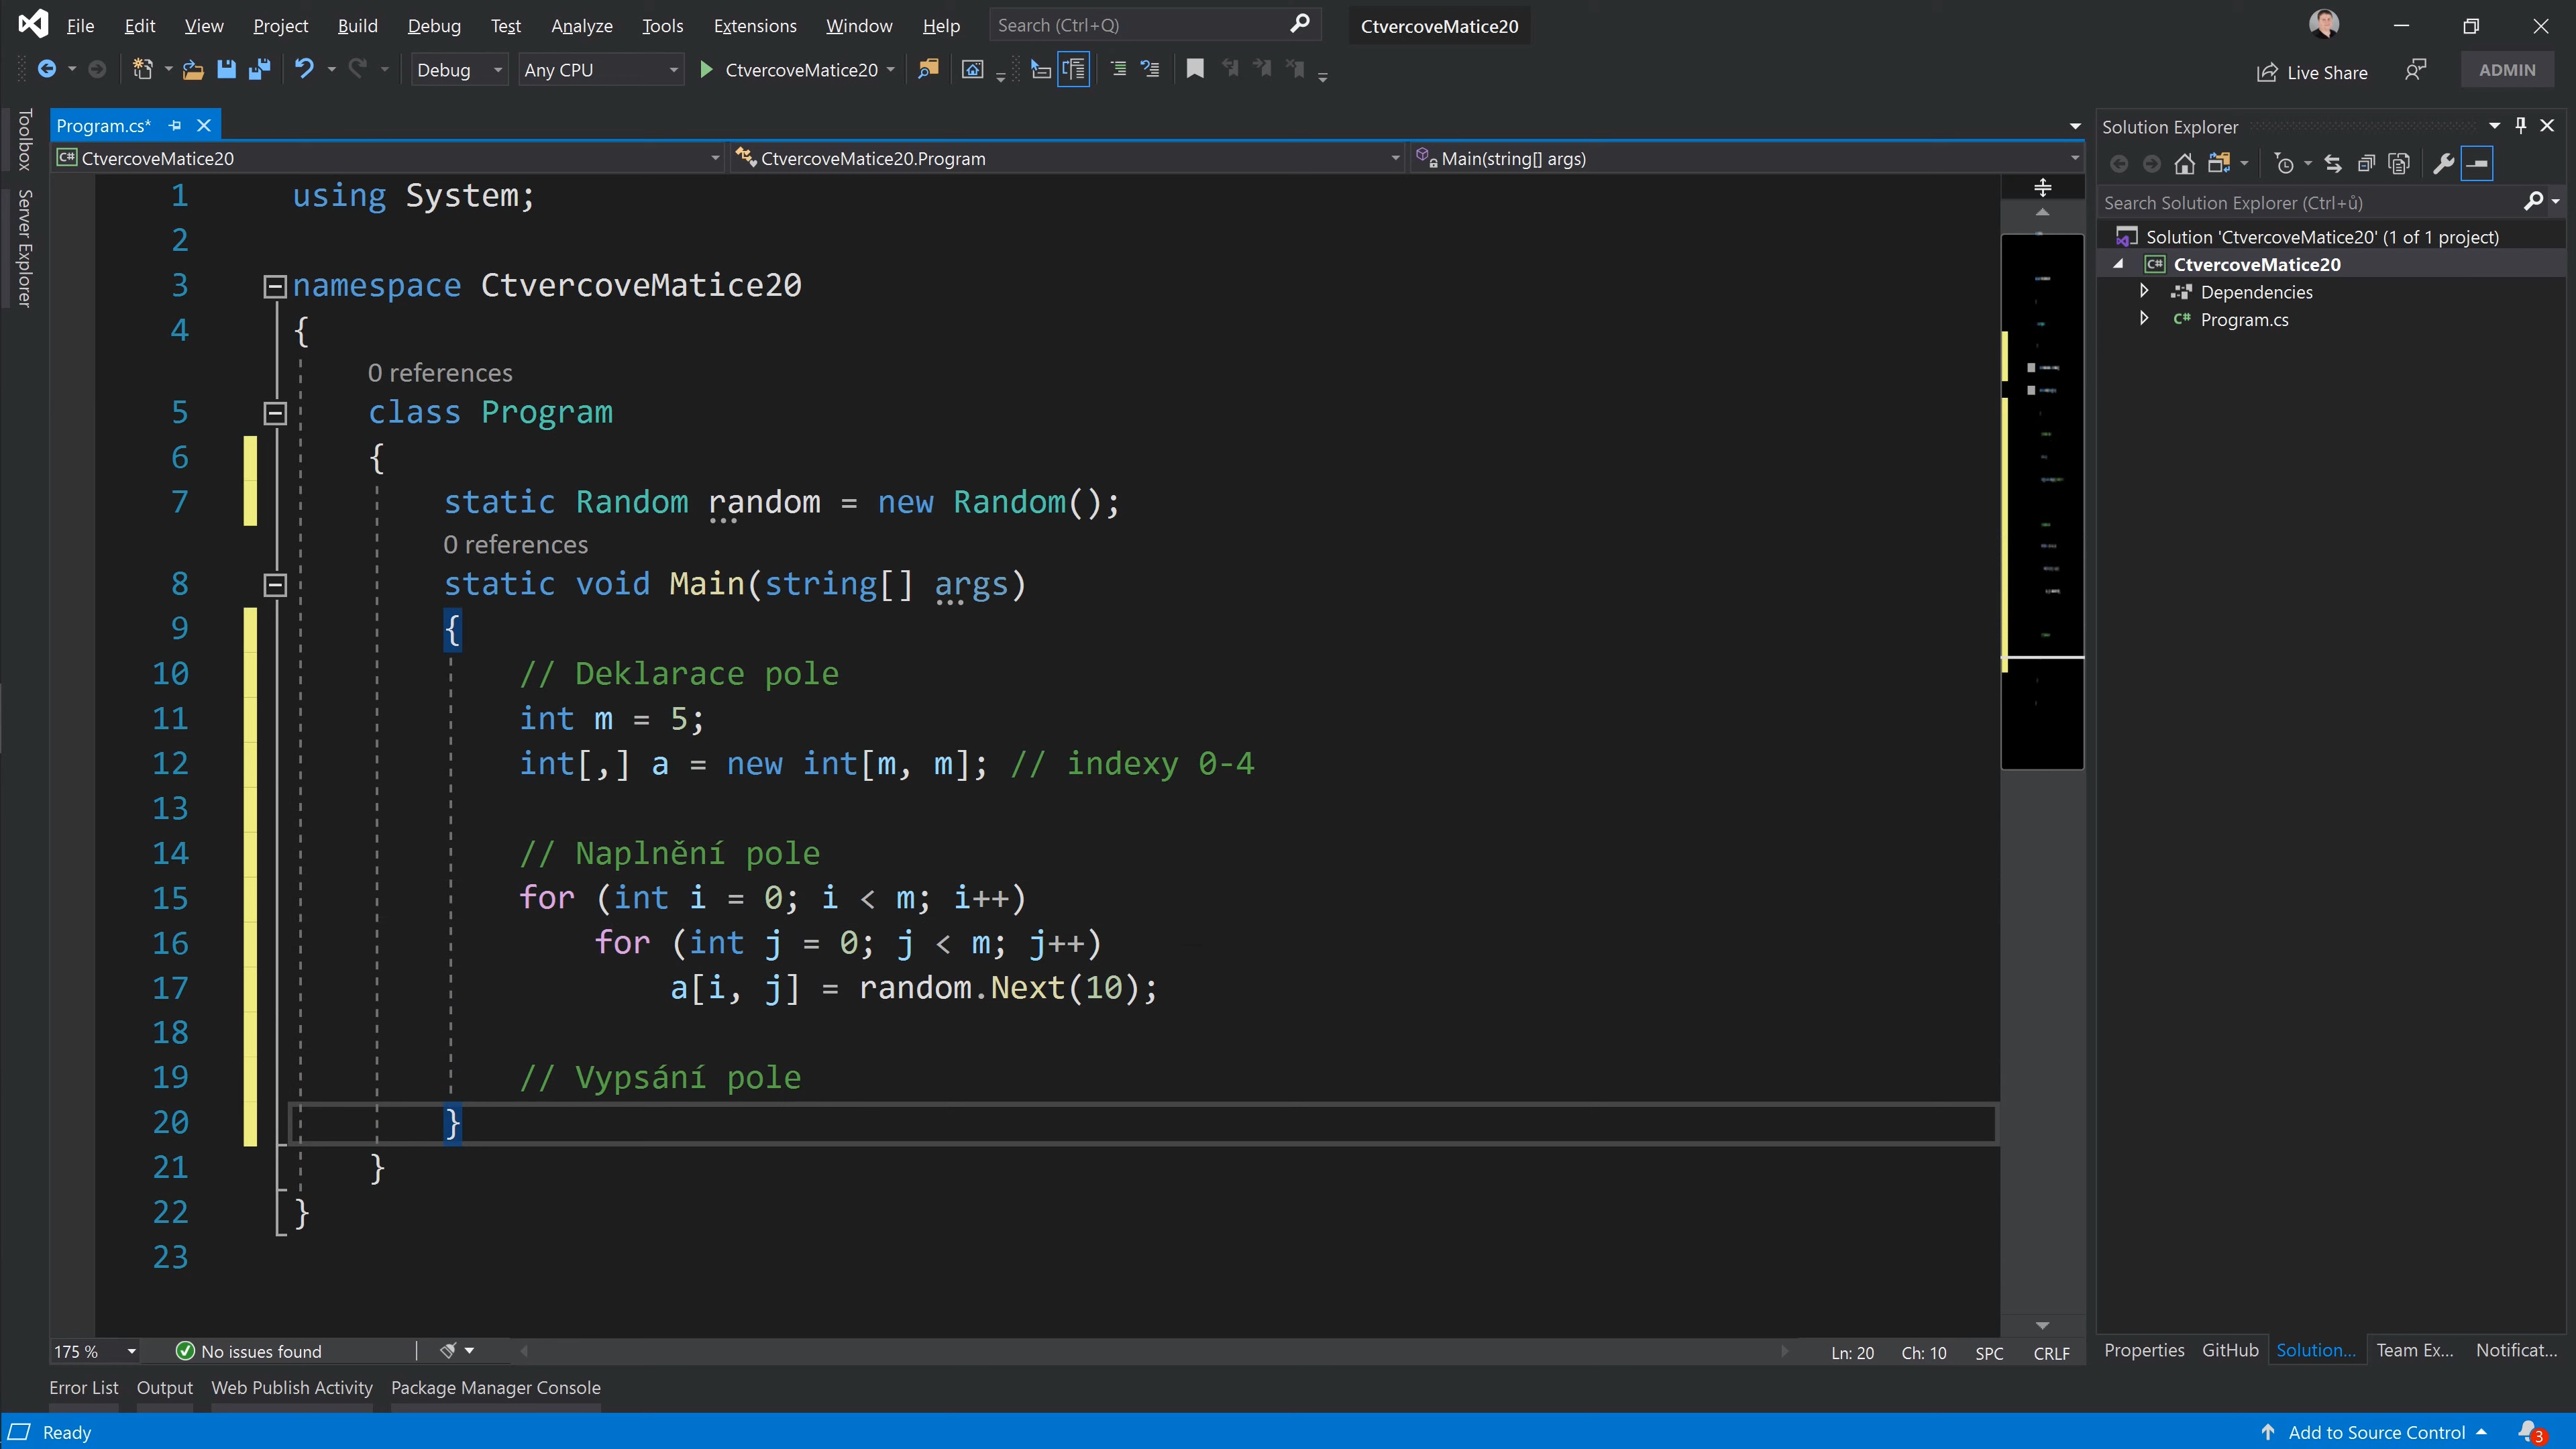 File Edit View Project Build Debug Test Analyze Tools Extensions Window Help Search (Ctrl+Q) CtvercoveMatice20
Debug Any CPU CtvercoveMatice20 Live Share ADMIN
Toolbox
Server Explorer
Program.cs*
CtvercoveMatice20 CtvercoveMatice20.Program Main(string[] args)
1 using System;
2
3 namespace CtvercoveMatice20
4 {
0 references
5 class Program
6 {
7 static Random random = new Random();
0 references
8 static void Main(string[] args)
9 {
10 // Deklarace pole
11 int m = 5;
12 int[,] a = new int[m, m]; // indexy 0-4
13
14 // Naplnění pole
15 for (int i = 0; i < m; i++)
16 for (int j = 0; j < m; j++)
17 a[i, j] = random.Next(10);
18
19 // Vypsání pole
20 }
21 }
22 }
23
175 % No issues found Ln: 20 Ch: 10 SPC CRLF
Solution Explorer
Search Solution Explorer (Ctrl+ů)
Solution 'CtvercoveMatice20' (1 of 1 project)
C# CtvercoveMatice20
Dependencies
C# Program.cs
Properties GitHub Solution... Team Ex... Notificat...
Error List Output Web Publish Activity Package Manager Console
Ready Add to Source Control 3